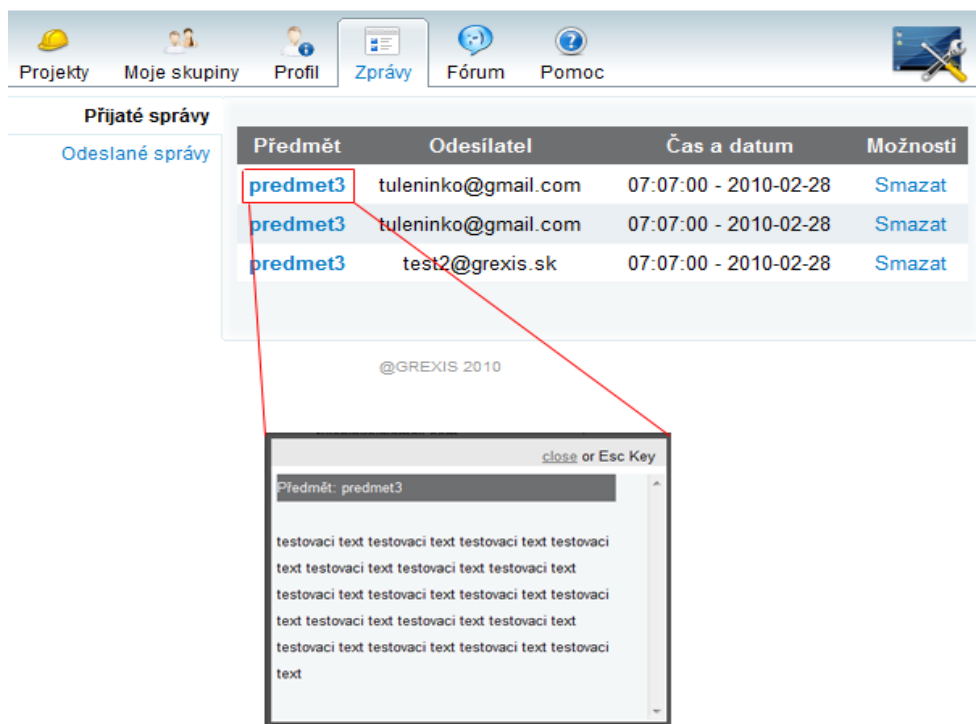 Projekty Moje skupiny Profil Zprávy Fórum Pomoc
Přijaté správy
Odeslané správy
Předmět Odesílatel Čas a datum Možnosti
predmet3 tuleninko@gmail.com 07:07:00 - 2010-02-28 Smazat
predmet3 tuleninko@gmail.com 07:07:00 - 2010-02-28 Smazat
predmet3 test2@grexis.sk 07:07:00 - 2010-02-28 Smazat
@GREXIS 2010
close or Esc Key
Předmět: predmet3
testovaci text testovaci text testovaci text testovaci
text testovaci text testovaci text testovaci text
testovaci text testovaci text testovaci text testovaci
text testovaci text testovaci text testovaci text
testovaci text testovaci text testovaci text testovaci
text